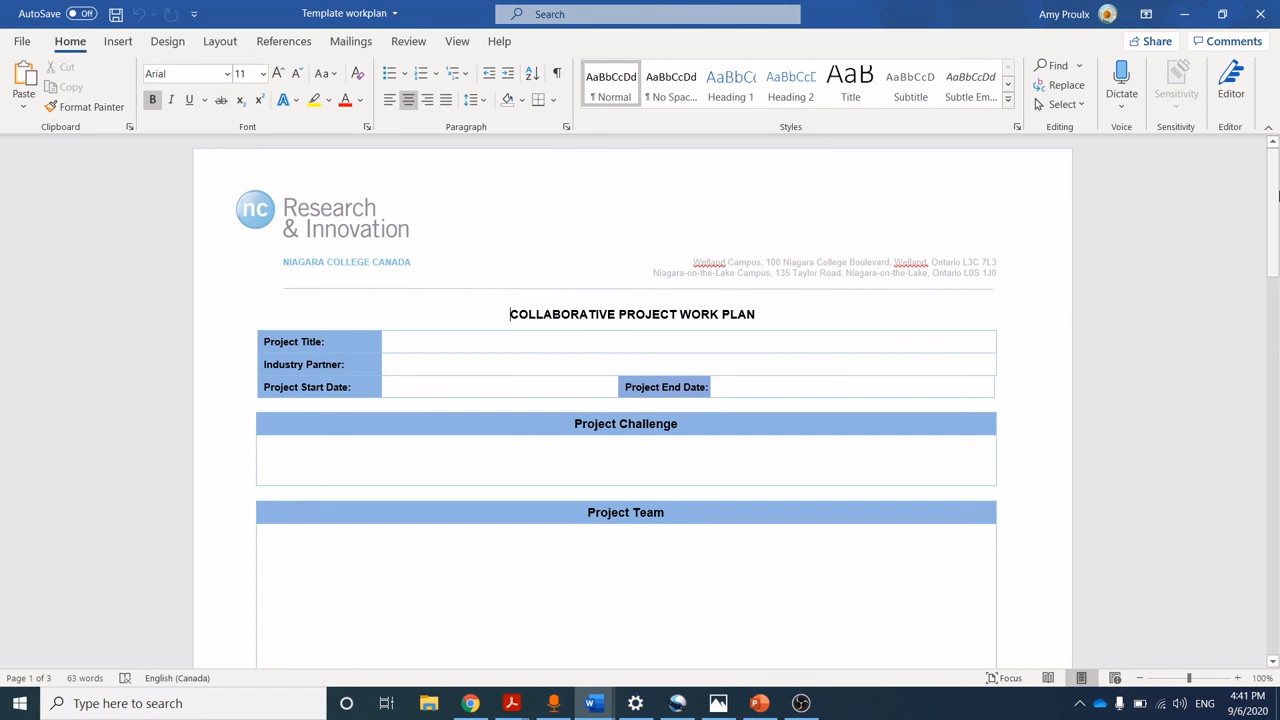 AutoSave Off
Template workplan
Search
Amy Proulx
File Home Insert Design Layout References Mailings Review View Help
Share Comments
Paste
Cut
Copy
Format Painter
Clipboard
Arial 11
Font
Paragraph
AaBbCcDd AaBbCcDd AaBbC( AaBbCcD AaB AaBbCcD AaBbCcDd
¶ Normal ¶ No Spac... Heading 1 Heading 2 Title Subtitle Subtle Em...
Styles
Find
Replace
Select
Editing
Dictate
Voice
Sensitivity
Sensitivity
Editor
Editor
nc Research
& Innovation
NIAGARA COLLEGE CANADA
Welland Campus, 100 Niagara College Boulevard, Welland, Ontario L3C 7L3
Niagara-on-the-Lake Campus, 135 Taylor Road, Niagara-on-the-Lake, Ontario L0S 1J0
COLLABORATIVE PROJECT WORK PLAN
Project Title:
Industry Partner:
Project Start Date: Project End Date:
Project Challenge
Project Team
Page 1 of 3 63 words English (Canada) Focus 100%
Type here to search
ENG
4:41 PM
9/6/2020